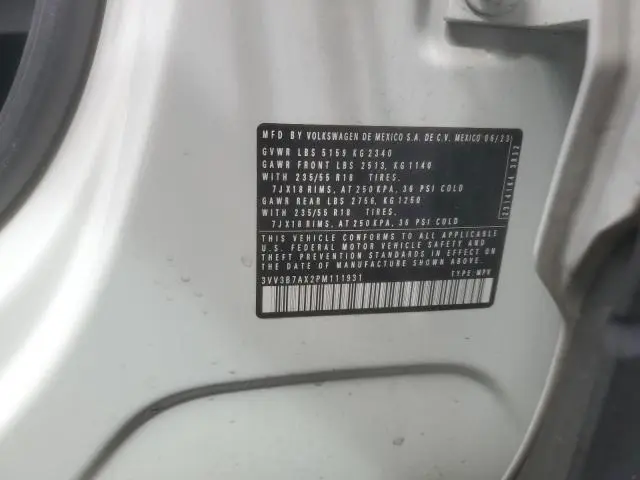 MFD BY VOLKSWAGEN DE MEXICO S.A. DE C.V. MEXICO 06/23
GVWR LBS 5159 KG 2340
GAWR FRONT LBS 2513, KG 1140
WITH 235/55 R18 TIRES.
7JX18 RIMS, AT 250 KPA, 36 PSI COLD
GAWR REAR LBS 2756, KG 1250
WITH 235/55 R18 TIRES.
7JX18 RIMS, AT 250 KPA, 36 PSI COLD
THIS VEHICLE CONFORMS TO ALL APPLICABLE
U.S. FEDERAL MOTOR VEHICLE SAFETY AND
THEFT PREVENTION STANDARDS IN EFFECT ON
THE DATE OF MANUFACTURE SHOWN ABOVE.
3VV3B7AX2PM111931 TYPE: MPV